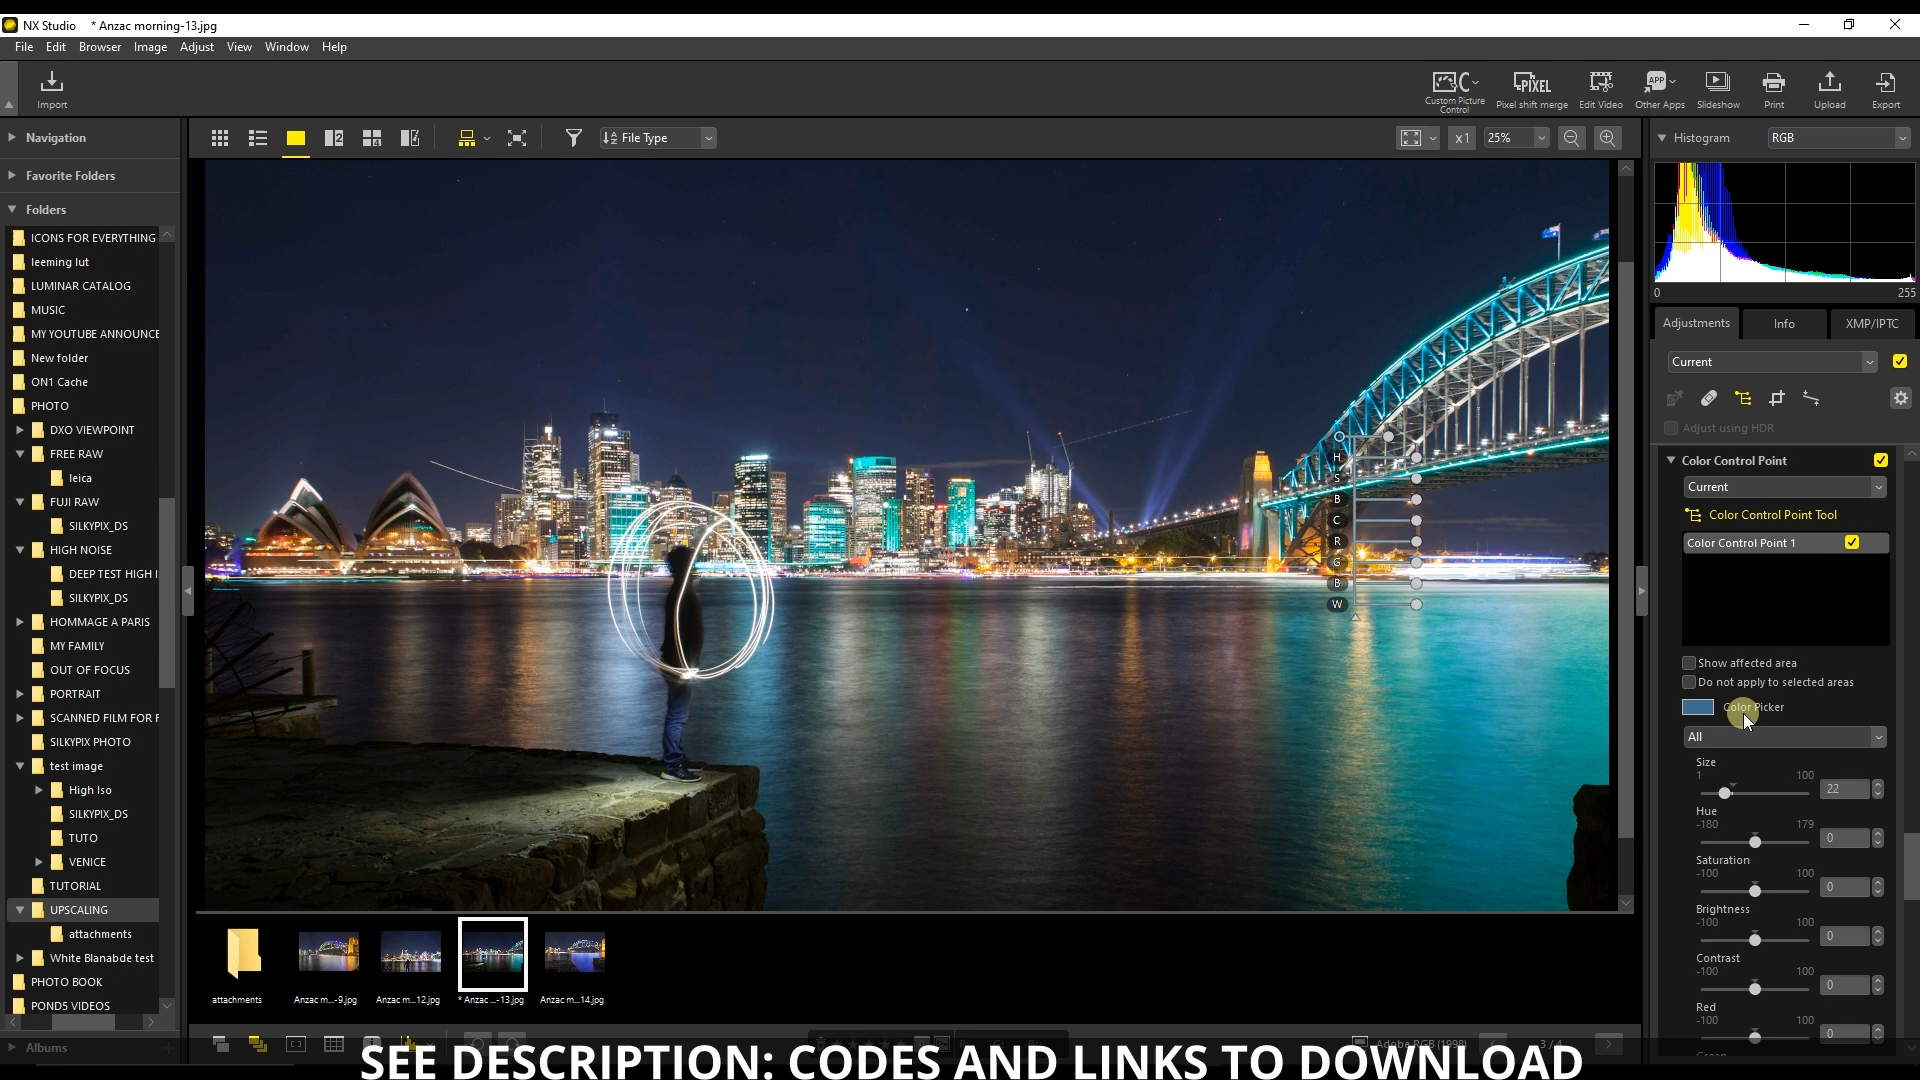 NX Studio * Anzac morning-13.jpg
File Edit Browser Image Adjust View Window Help
Import
Custom Picture Control
Pixel shift merge
Edit Video
Other Apps
Slideshow
Print
Upload
Export
Navigation
Favorite Folders
Folders
ICONS FOR EVERYTHING
leeming lut
LUMINAR CATALOG
MUSIC
MY YOUTUBE ANNOUNCE
New folder
ON1 Cache
PHOTO
DXO VIEWPOINT
FREE RAW
leica
FUJI RAW
SILKYPIX_DS
HIGH NOISE
DEEP TEST HIGH I
SILKYPIX_DS
HOMMAGE A PARIS
MY FAMILY
OUT OF FOCUS
PORTRAIT
SCANNED FILM FOR F
SILKYPIX PHOTO
test image
High Iso
SILKYPIX_DS
TUTO
VENICE
TUTORIAL
UPSCALING
attachments
White Blanabde test
PHOTO BOOK
POND5 VIDEOS
Albums
File Type
x1 25%
H
S
B
C
R
G
B
W
attachments
Anzac m...-9.jpg
Anzac m...12.jpg
* Anzac ...-13.jpg
Anzac m...14.jpg
Adobe RGB (1998)
3 / 4
Histogram RGB
0 255
Adjustments Info XMP/IPTC
Current
Adjust using HDR
Color Control Point
Current
Color Control Point Tool
Color Control Point 1
Show affected area
Do not apply to selected areas
Color Picker
All
Size
1 100
22
Hue
-180 179
0
Saturation
-100 100
0
Brightness
-100 100
0
Contrast
-100 100
0
Red
-100 100
0
SEE DESCRIPTION: CODES AND LINKS TO DOWNLOAD